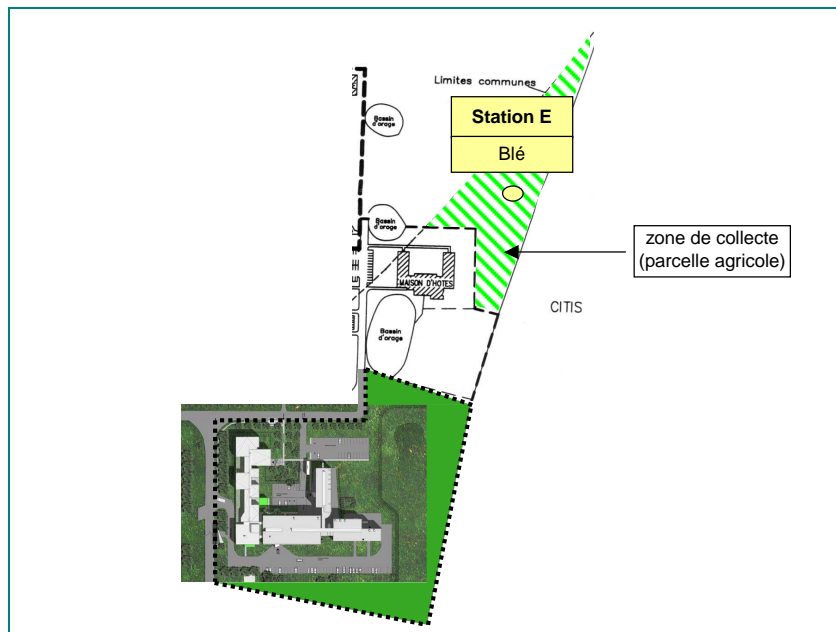 Limites communes
Station E
Blé
Bassin
d'orage
Bassin
d'orage
zone de collecte
(parcelle agricole)
MAISON D'HOTES
CITIS
Bassin
d'orage